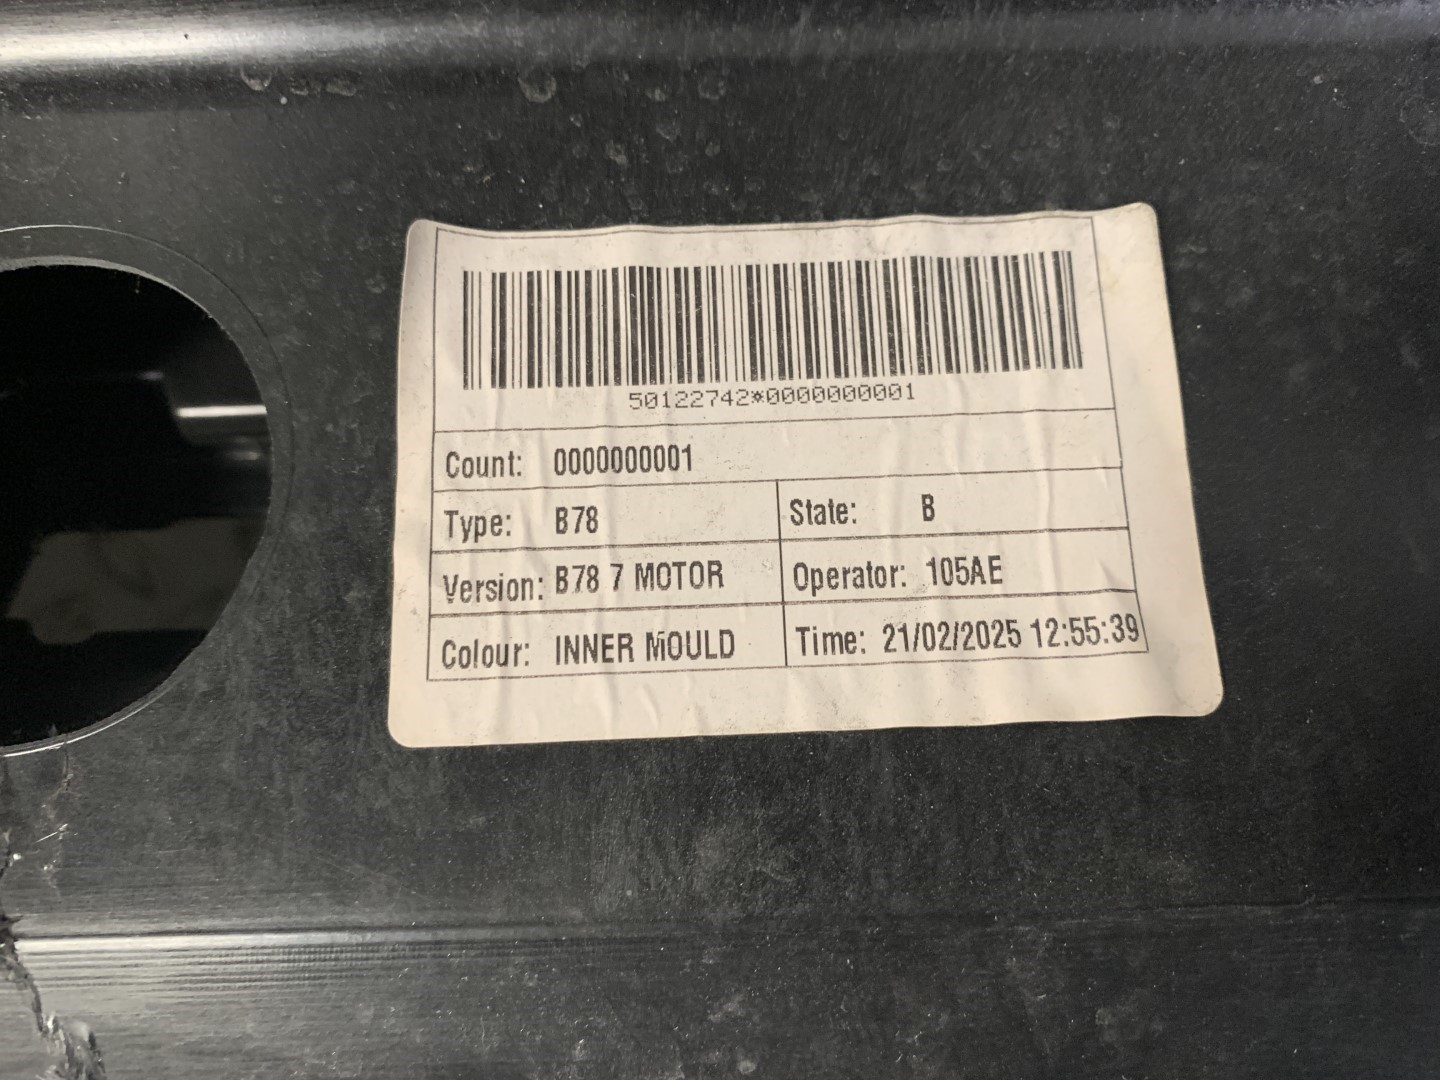 50122742*0000000001
Count: 0000000001
Type: B78 State: B
Version: B78 7 MOTOR Operator: 105AE
Colour: INNER MOULD Time: 21/02/2025 12:55:39